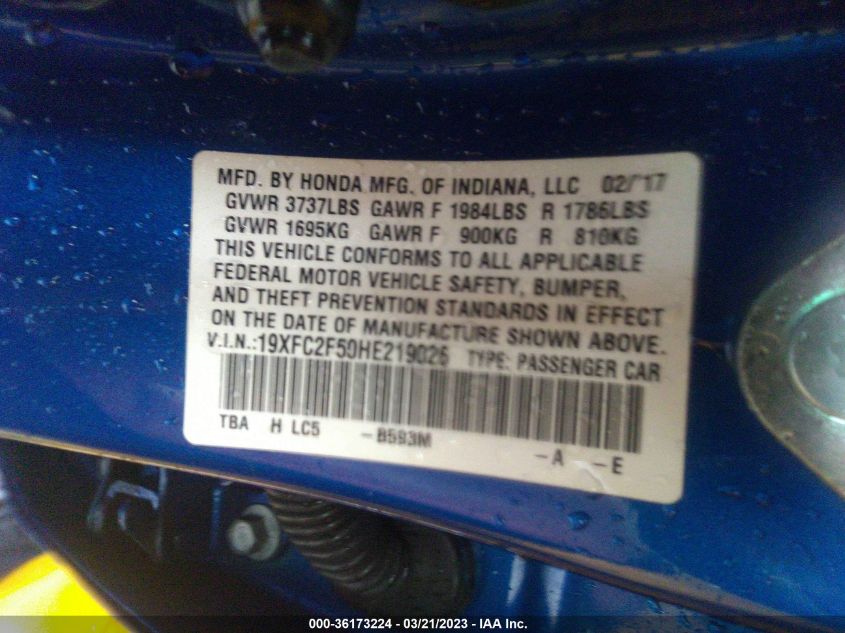 MFD. BY HONDA MFG. OF INDIANA, LLC 02/17
GVWR 3737LBS GAWR F 1984LBS R 1786LBS
GVWR 1695KG GAWR F 900KG R 810KG
THIS VEHICLE CONFORMS TO ALL APPLICABLE
FEDERAL MOTOR VEHICLE SAFETY, BUMPER,
AND THEFT PREVENTION STANDARDS IN EFFECT
ON THE DATE OF MANUFACTURE SHOWN ABOVE.
V.I.N.:19XFC2F50HE219026 TYPE: PASSENGER CAR
TBA H LC5 -B593M
-A -E
000-36173224 - 03/21/2023 - IAA Inc.